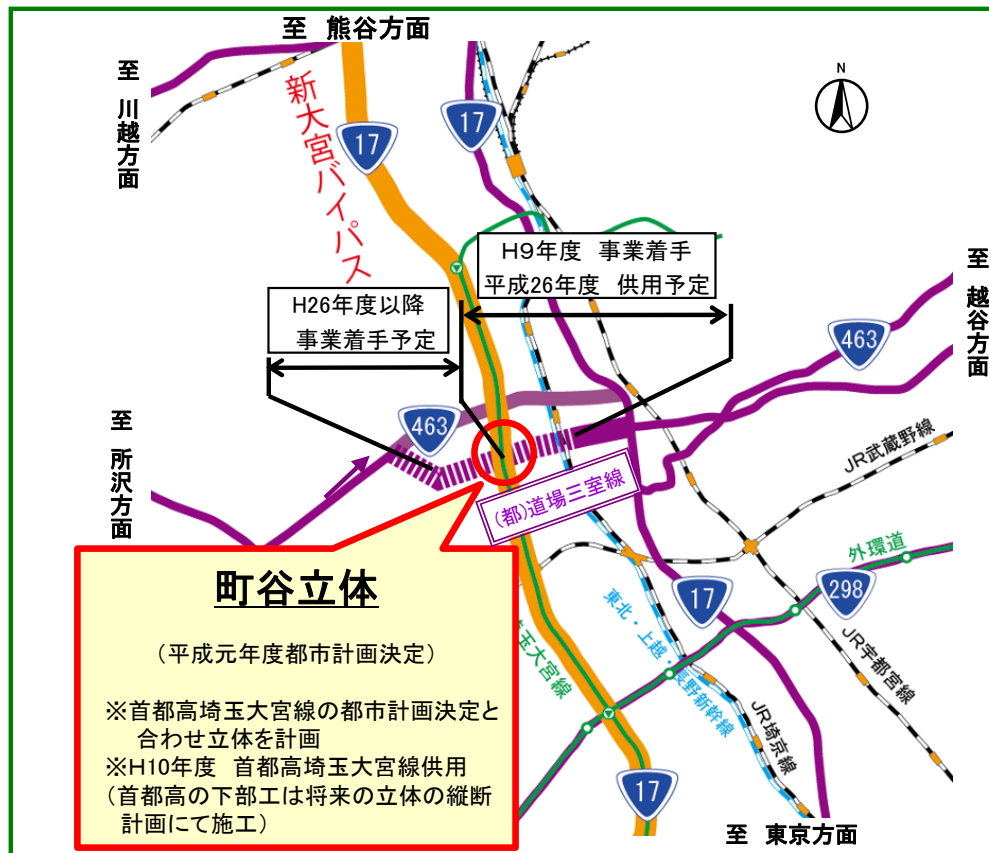 至 熊谷方面
至 川越方面
新大宮バイパス
17
17
N
H9年度 事業着手
平成26年度 供用予定
H26年度以降
事業着手予定
至 越谷方面
463
463
至 所沢方面
(都)道場三室線
JR武蔵野線
外環道
298
17
町谷立体
(平成元年度都市計画決定)
※首都高埼玉大宮線の都市計画決定と
合わせ立体を計画
※H10年度 首都高埼玉大宮線供用
(首都高の下部工は将来の立体の縦断
計画にて施工)
玉大宮線
東北・上越・長野新幹線
JR埼京線
JR宇都宮線
17
至 東京方面